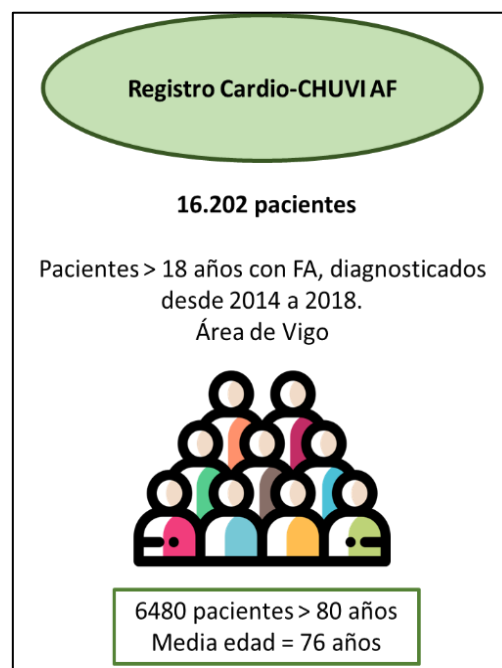 Registro Cardio-CHUVI AF
16.202 pacientes
Pacientes > 18 años con FA, diagnosticados
desde 2014 a 2018.
Área de Vigo
6480 pacientes > 80 años
Media edad = 76 años